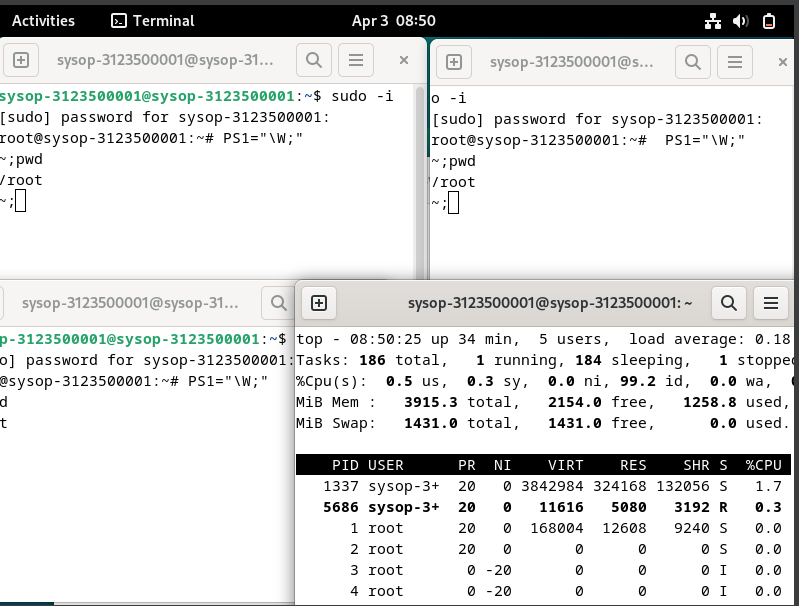 Activities Terminal Apr 3 08:50
sysop-3123500001@sysop-31...
sysop-3123500001@sysop-3123500001:~$ sudo -i
[sudo] password for sysop-3123500001:
root@sysop-3123500001:~# PS1="\W;"
~;pwd
/root
~;
sysop-3123500001@s...
o -i
[sudo] password for sysop-3123500001:
root@sysop-3123500001:~#  PS1="\W;"
~;pwd
/root
~;
sysop-3123500001@sysop-31...
p-3123500001@sysop-3123500001:~$
o] password for sysop-3123500001:
@sysop-3123500001:~# PS1="\W;"
d
t
sysop-3123500001@sysop-3123500001: ~
top - 08:50:25 up 34 min,  5 users,  load average: 0.18
Tasks: 186 total,   1 running, 184 sleeping,   1 stopped
%Cpu(s):  0.5 us,  0.3 sy,  0.0 ni, 99.2 id,  0.0 wa,
MiB Mem :   3915.3 total,   2154.0 free,   1258.8 used,
MiB Swap:   1431.0 total,   1431.0 free,      0.0 used.
PID USER      PR  NI    VIRT    RES    SHR S  %CPU
1337 sysop-3+  20   0 3842984 324168 132056 S   1.7
5686 sysop-3+  20   0   11616   5080   3192 R   0.3
1 root      20   0  168004  12608   9240 S   0.0
2 root      20   0       0      0      0 S   0.0
3 root       0 -20       0      0      0 I   0.0
4 root       0 -20       0      0      0 I   0.0